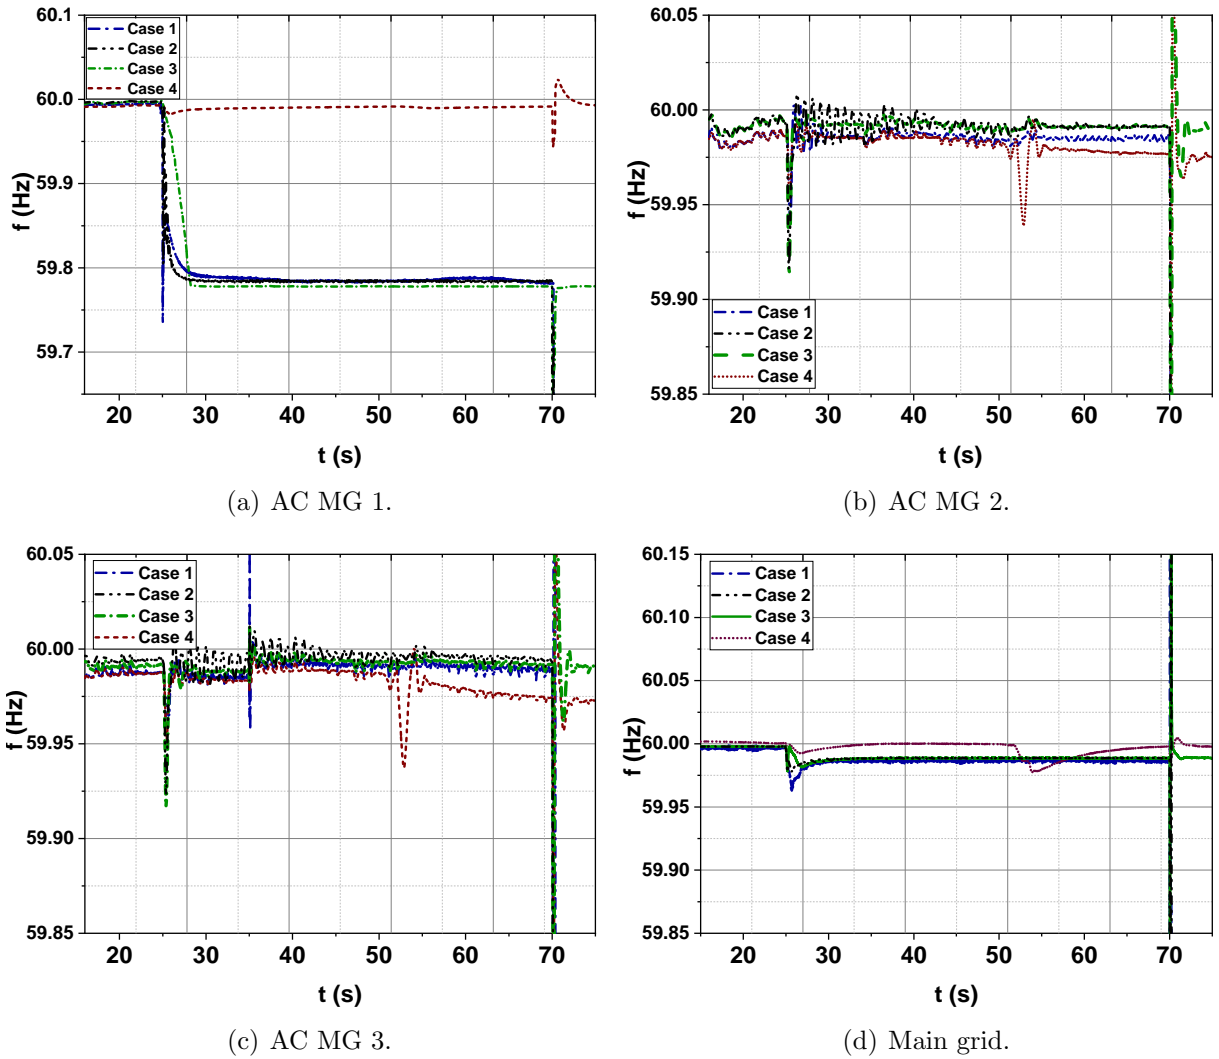 60.1
60.0
59.9
59.8
59.7
f (Hz)
Case 1
Case 2
Case 3
Case 4
20 30 40 50 60 70
t (s)
(a) AC MG 1.
60.05
60.00
59.95
59.90
59.85
f (Hz)
Case 1
Case 2
Case 3
Case 4
20 30 40 50 60 70
t (s)
(b) AC MG 2.
60.05
60.00
59.95
59.90
59.85
f (Hz)
Case 1
Case 2
Case 3
Case 4
20 30 40 50 60 70
t (s)
(c) AC MG 3.
60.15
60.10
60.05
60.00
59.95
59.90
59.85
f (Hz)
Case 1
Case 2
Case 3
Case 4
20 30 40 50 60 70
t (s)
(d) Main grid.